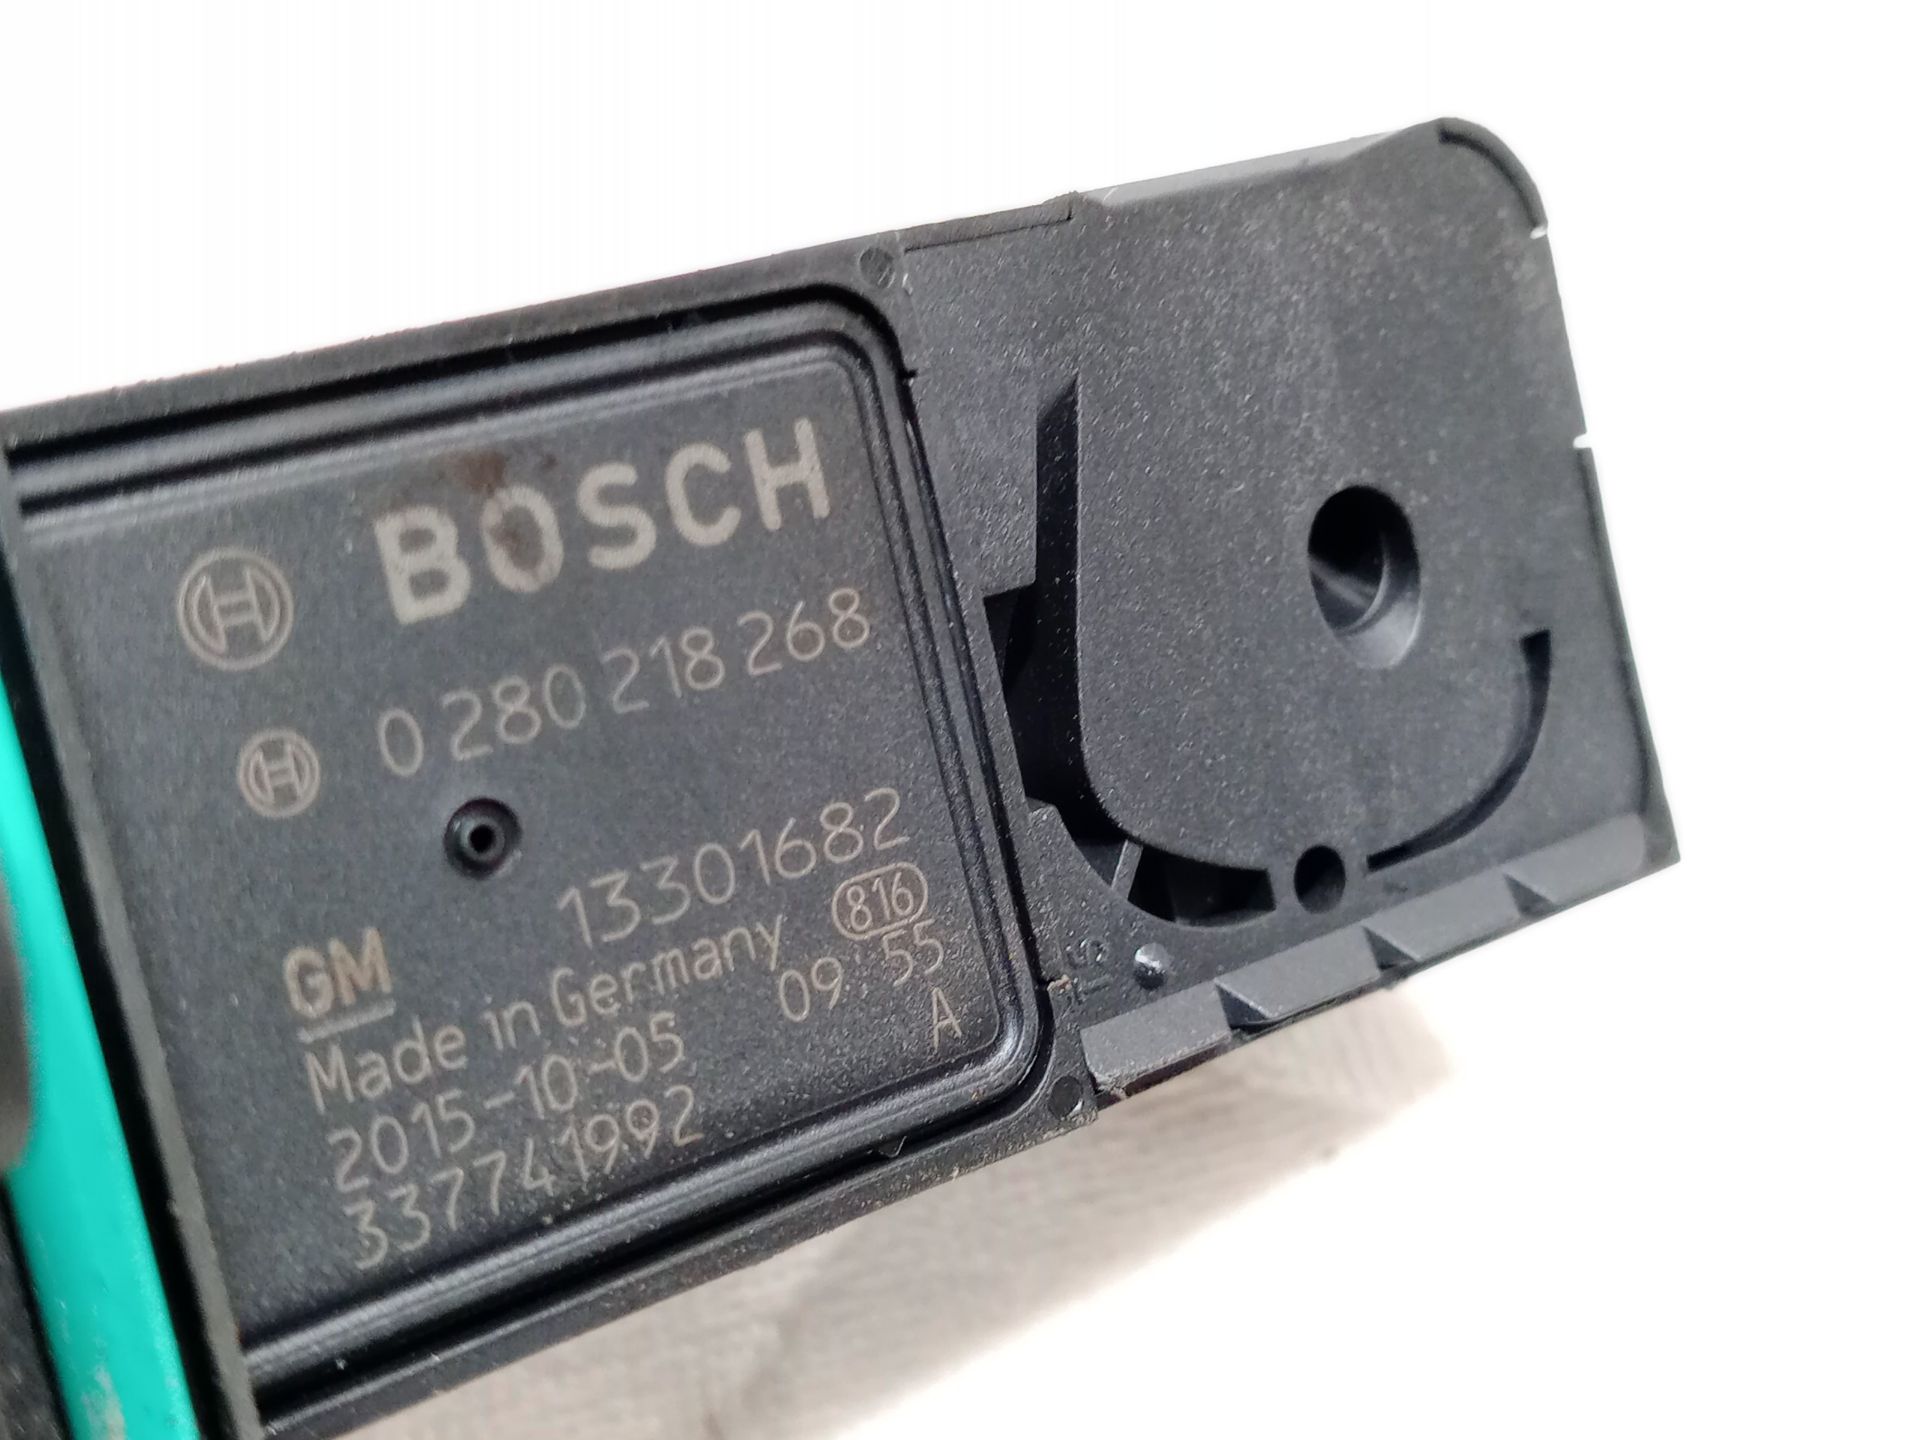 BOSCH
0 280 218 268
13301682
GM
816
Made in Germany
09 55
2015-10-05
A
337741992